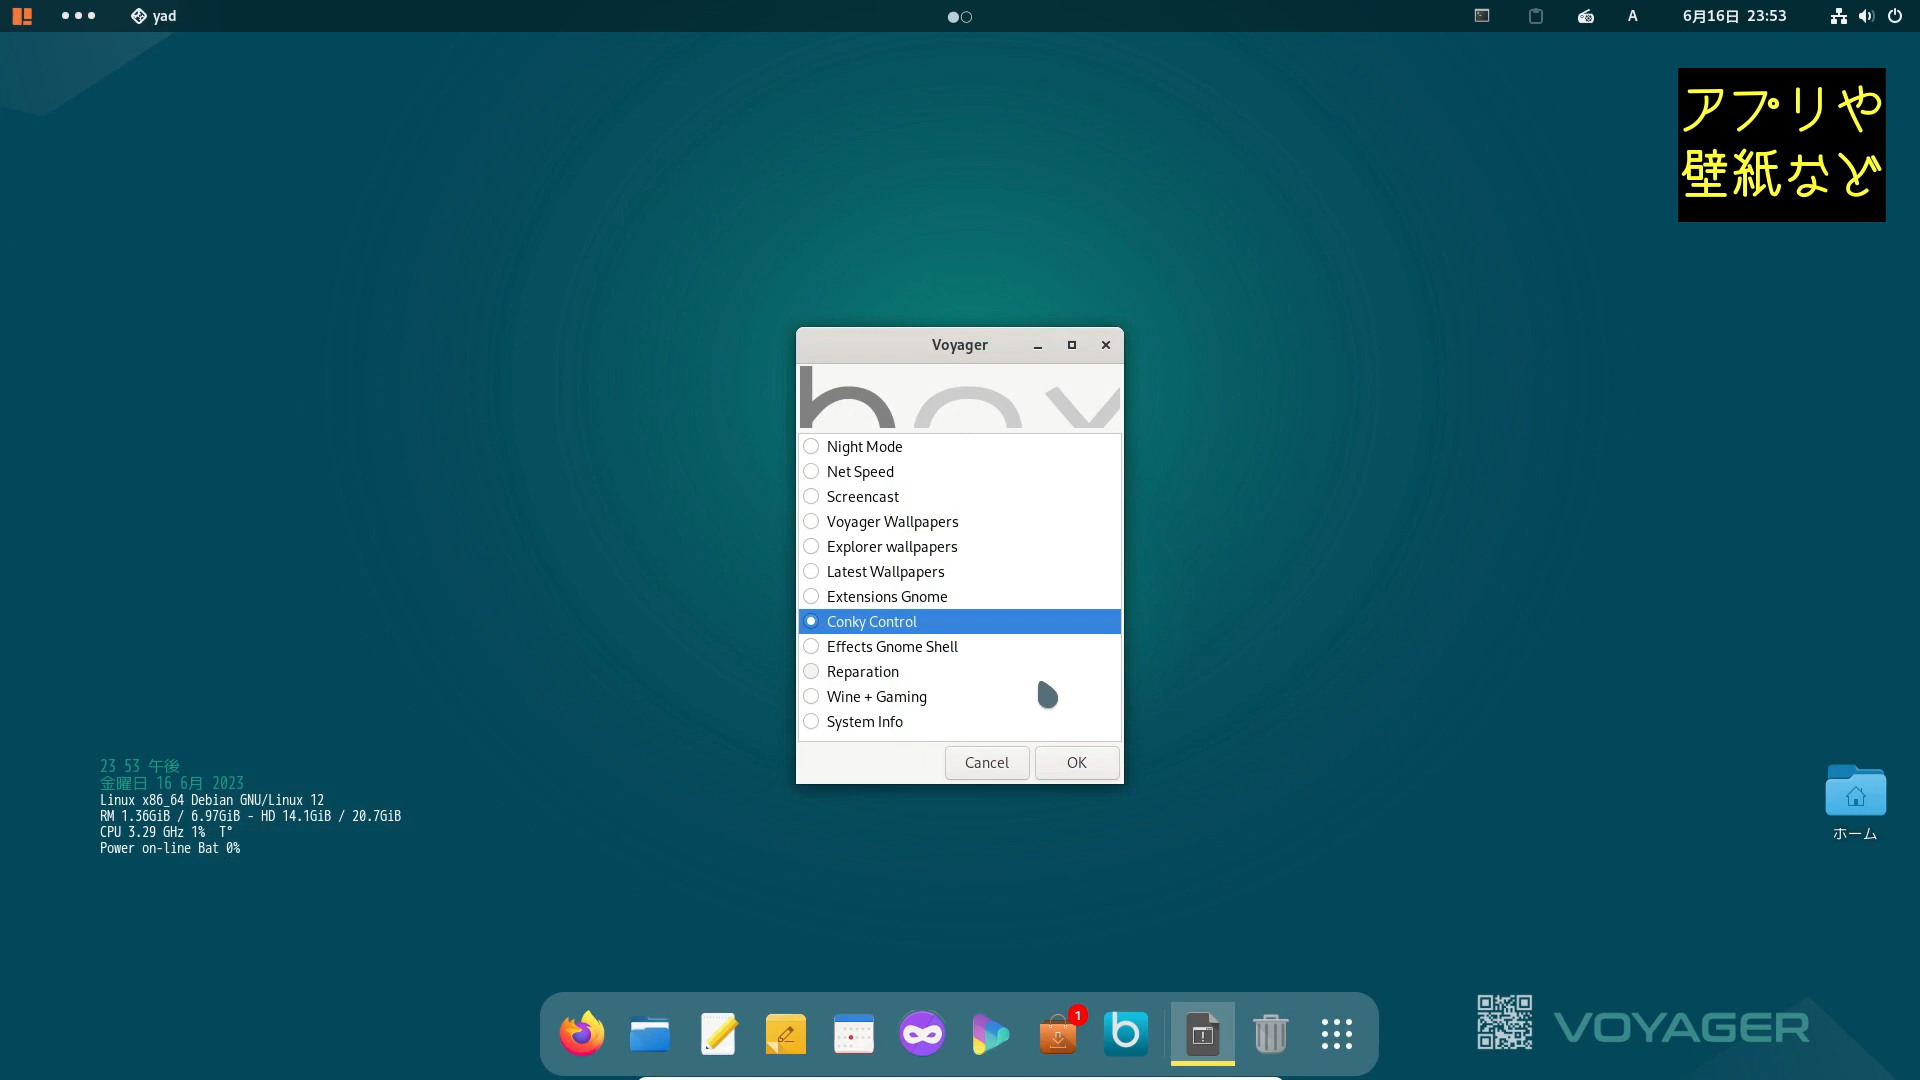 yad
A
6月16日 23:53
アプリや
壁紙など
Voyager
box
Night Mode
Net Speed
Screencast
Voyager Wallpapers
Explorer wallpapers
Latest Wallpapers
Extensions Gnome
Conky Control
Effects Gnome Shell
Reparation
Wine + Gaming
System Info
Cancel
OK
23 53 午後
金曜日 16 6月 2023
Linux x86_64 Debian GNU/Linux 12
RM 1.36GiB / 6.97GiB - HD 14.1GiB / 20.7GiB
CPU 3.29 GHz 1% T°
Power on-line Bat 0%
ホーム
1
b
VOYAGER